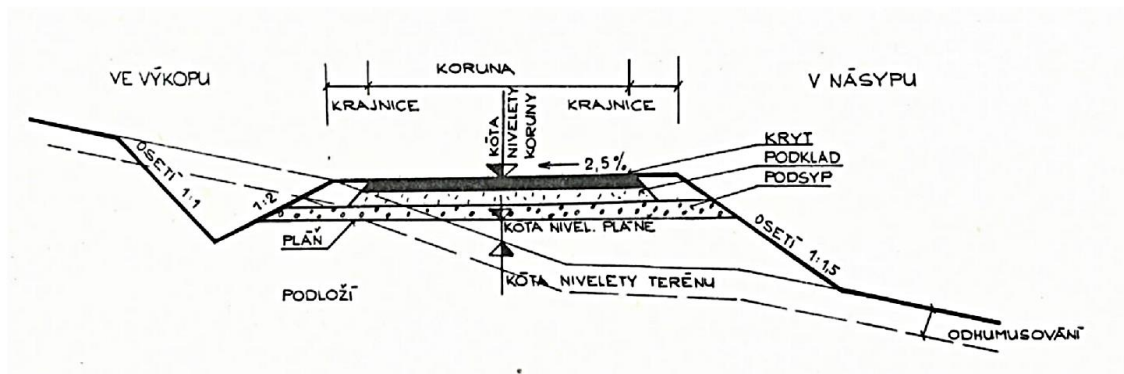 VE VÝKOPU
KORUNA
V NÁSYPU
KRAJNICE
KRAJNICE
KÓTA
NIVELETY
KORUNY
2,5%
KRYT
PODKLAD
PODSYP
OSETÍ 1:1
1:2
KÓTA NIVEL. PLÁNĚ
PLÁŇ
OSETÍ 1:1,5
KÓTA NIVELETY TERÉNU
PODLOŽÍ
ODHUMUSOVÁNÍ